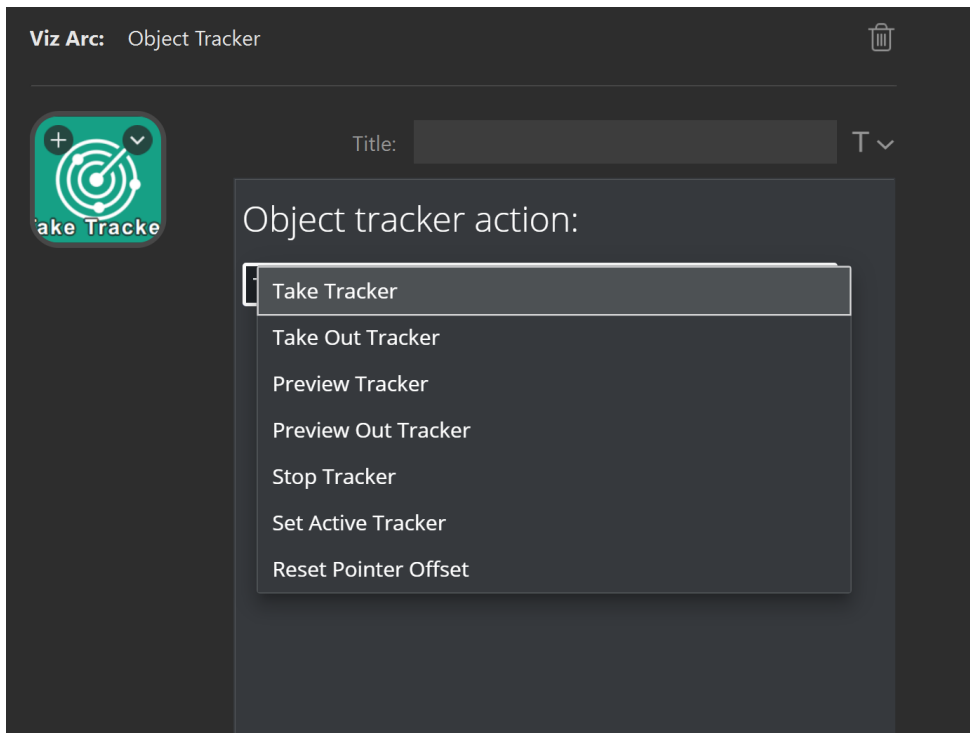 Viz Arc: Object Tracker
Title:
T
ake Tracke
Object tracker action:
Take Tracker
Take Out Tracker
Preview Tracker
Preview Out Tracker
Stop Tracker
Set Active Tracker
Reset Pointer Offset